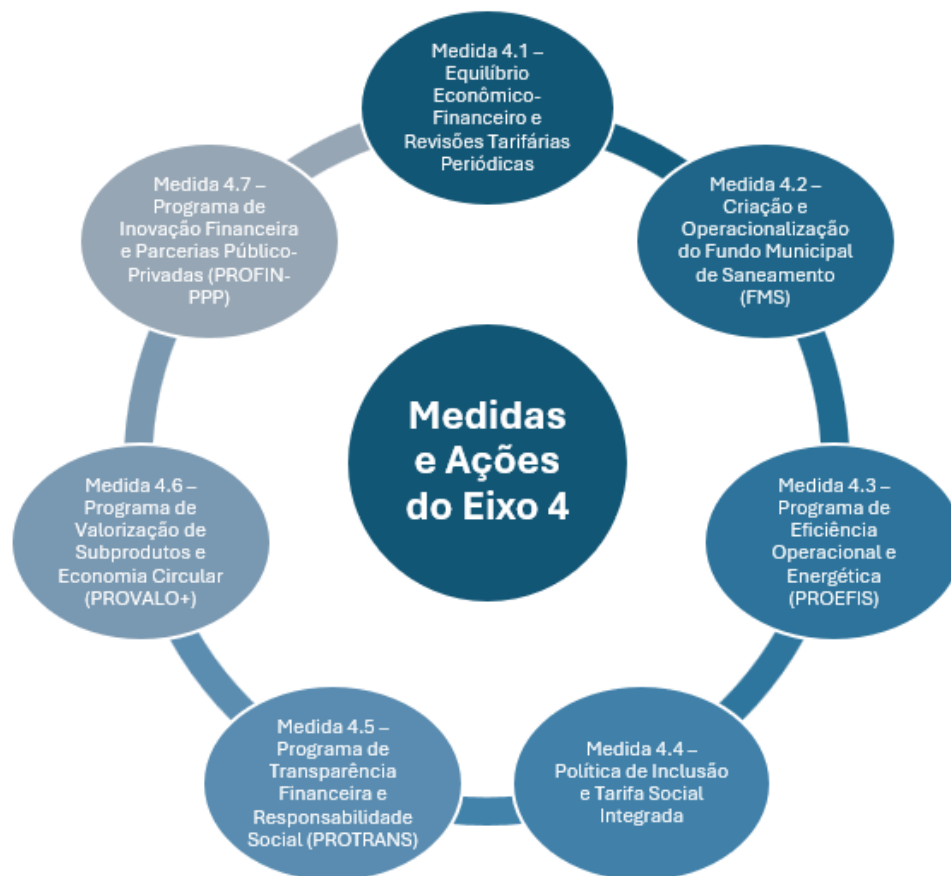 Medida 4.1 –
Equilíbrio
Econômico-
Financeiro e
Revisões Tarifárias
Periódicas
Medida 4.2 –
Criação e
Operacionalização
do Fundo Municipal
de Saneamento
(FMS)
Medida 4.3 –
Programa de
Eficiência
Operacional e
Energética
(PROEFIS)
Medida 4.4 –
Política de Inclusão
e Tarifa Social
Integrada
Medida 4.5 –
Programa de
Transparência
Financeira e
Responsabilidade
Social (PROTRANS)
Medida 4.6 –
Programa de
Valorização de
Subprodutos e
Economia Circular
(PROVALO+)
Medida 4.7 –
Programa de
Inovação Financeira
e Parcerias Público-
Privadas (PROFIN-
PPP)
Medidas
e Ações
do Eixo 4